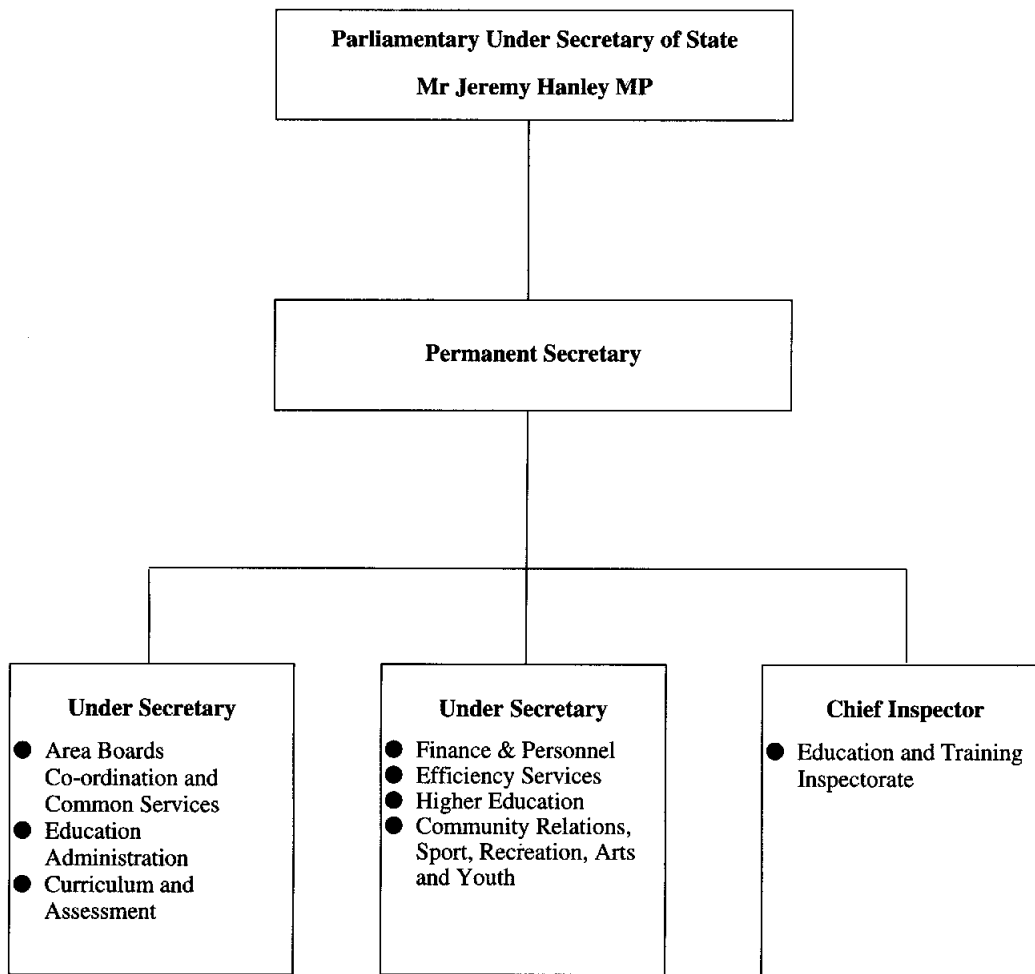 Parliamentary Under Secretary of State
Mr Jeremy Hanley MP
Permanent Secretary
Under Secretary
● Area Boards
Co-ordination and
Common Services
● Education
Administration
● Curriculum and
Assessment
Under Secretary
● Finance & Personnel
● Efficiency Services
● Higher Education
● Community Relations,
Sport, Recreation, Arts
and Youth
Chief Inspector
● Education and Training
Inspectorate